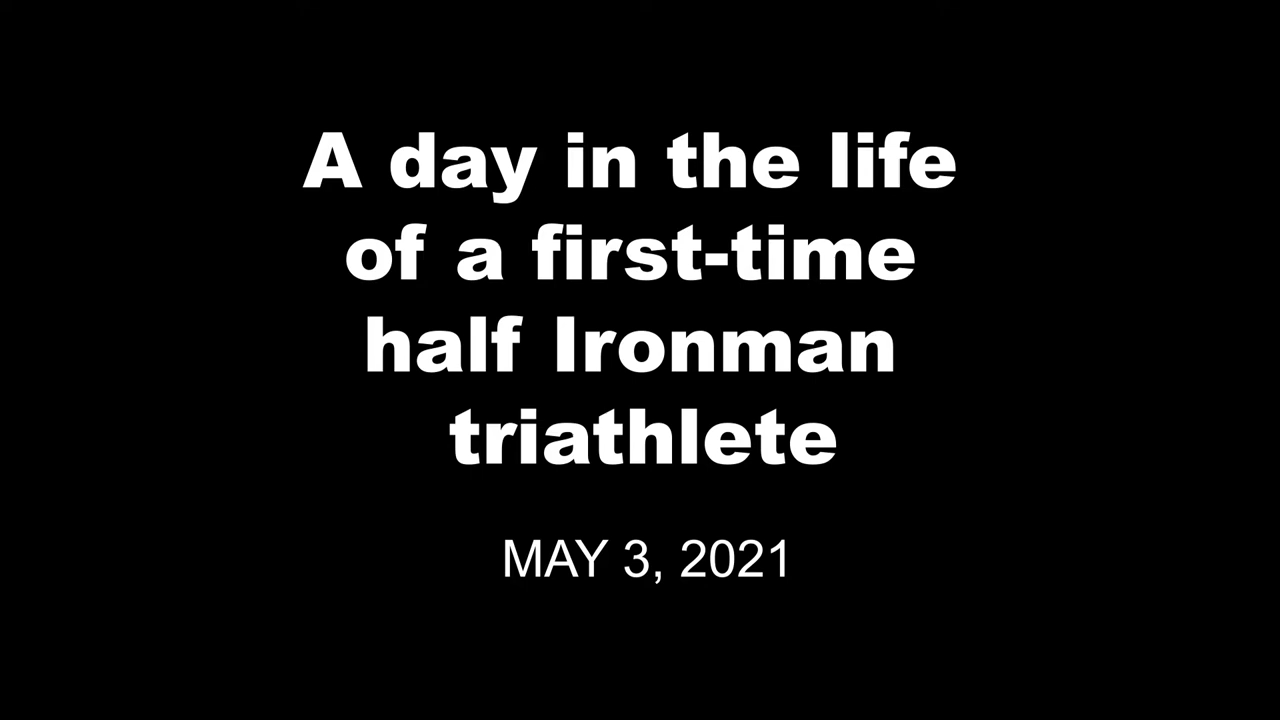 A day in the life
of a first-time
half Ironman
triathlete
MAY 3, 2021